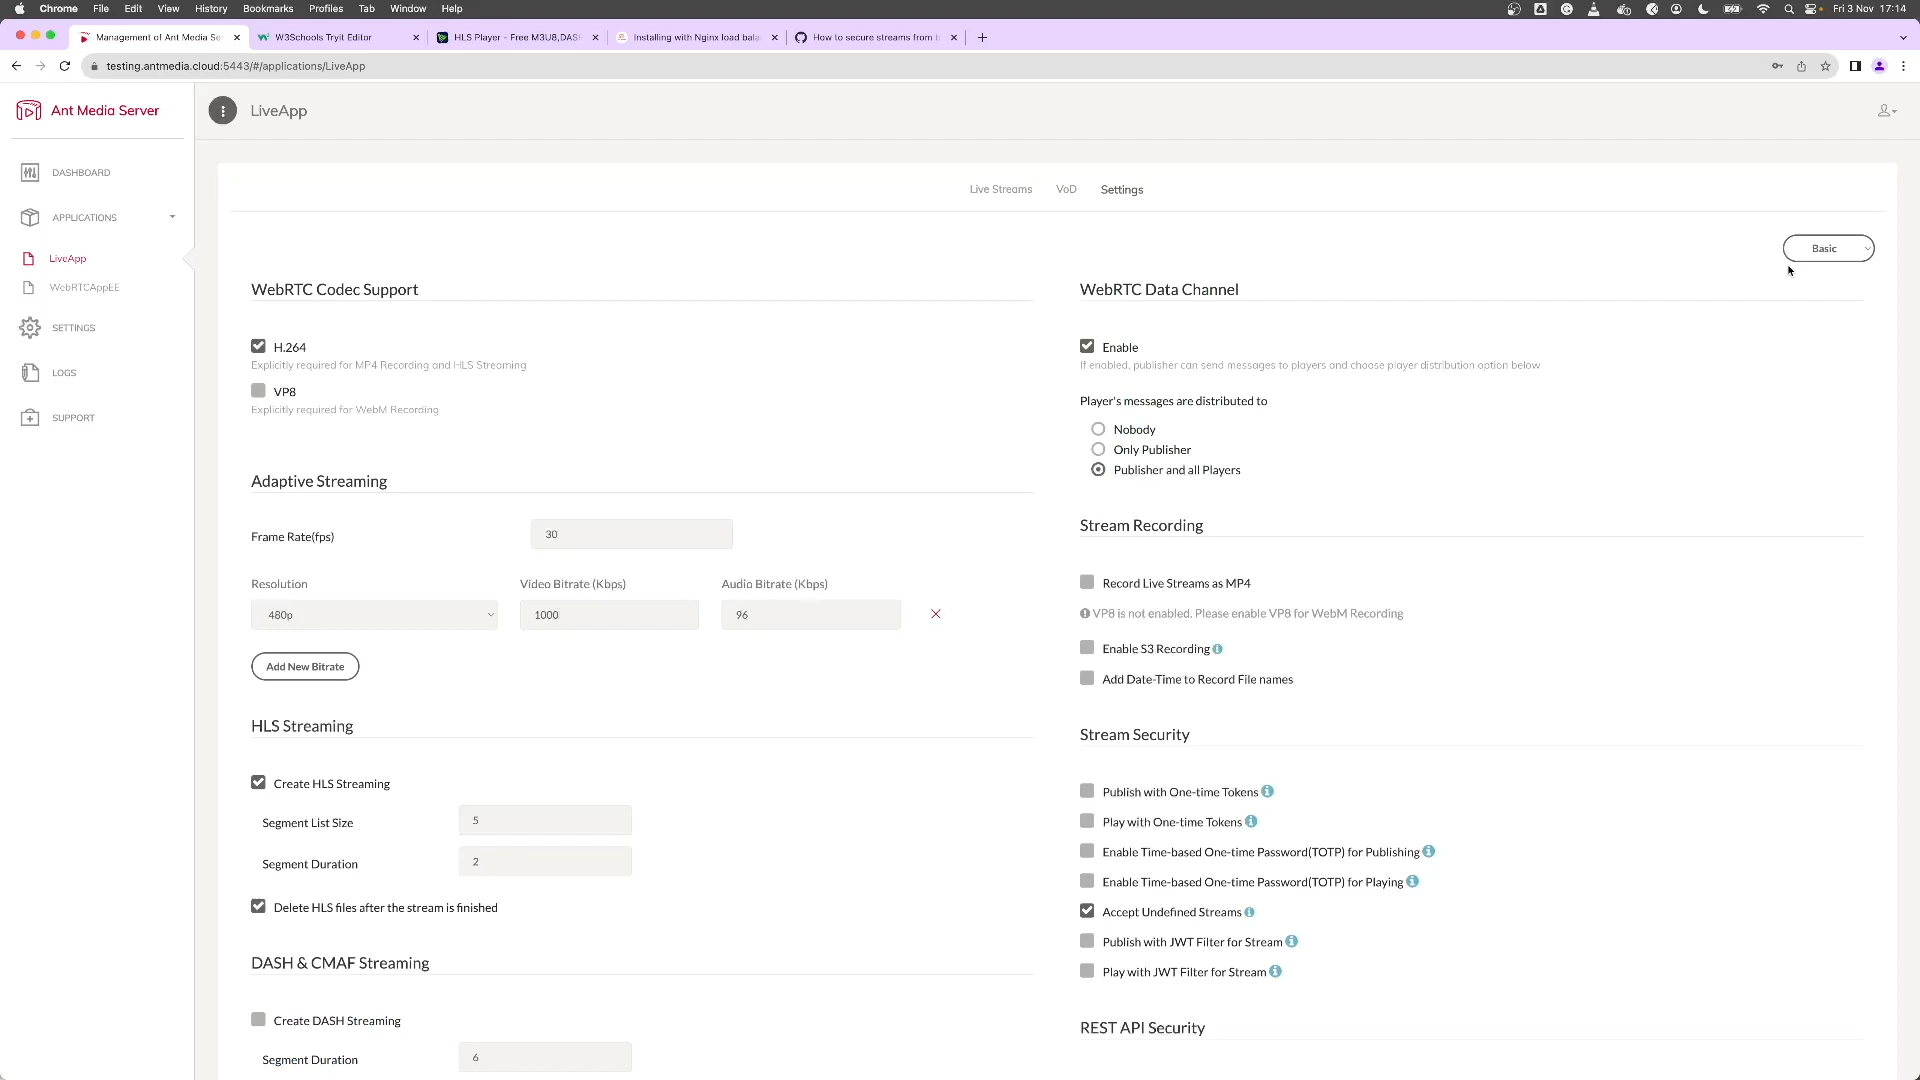 Chrome File Edit View History Bookmarks Profiles Tab Window Help Fri 3 Nov 17:14
Management of Ant Media Se W3Schools Tryit Editor HLS Player - Free M3U8,DASH Installing with Nginx load bala How to secure streams from b
testing.antmedia.cloud:5443/#/applications/LiveApp
Ant Media Server
LiveApp
DASHBOARD
APPLICATIONS
LiveApp
WebRTCAppEE
SETTINGS
LOGS
SUPPORT
Live Streams VoD Settings
Basic
WebRTC Codec Support
H.264
Explicitly required for MP4 Recording and HLS Streaming
VP8
Explicitly required for WebM Recording
Adaptive Streaming
Frame Rate(fps) 30
Resolution Video Bitrate (Kbps) Audio Bitrate (Kbps)
480p 1000 96
Add New Bitrate
HLS Streaming
Create HLS Streaming
Segment List Size 5
Segment Duration 2
Delete HLS files after the stream is finished
DASH & CMAF Streaming
Create DASH Streaming
Segment Duration 6
WebRTC Data Channel
Enable
If enabled, publisher can send messages to players and choose player distribution option below
Player's messages are distributed to
Nobody
Only Publisher
Publisher and all Players
Stream Recording
Record Live Streams as MP4
VP8 is not enabled. Please enable VP8 for WebM Recording
Enable S3 Recording
Add Date-Time to Record File names
Stream Security
Publish with One-time Tokens
Play with One-time Tokens
Enable Time-based One-time Password(TOTP) for Publishing
Enable Time-based One-time Password(TOTP) for Playing
Accept Undefined Streams
Publish with JWT Filter for Stream
Play with JWT Filter for Stream
REST API Security